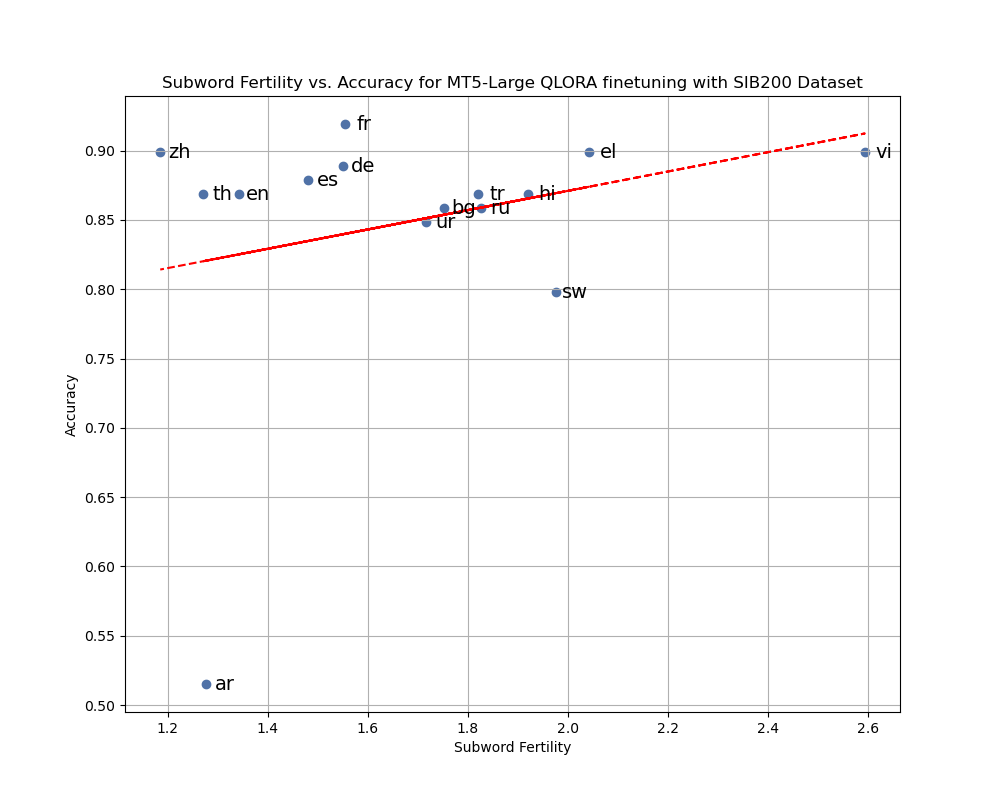 Subword Fertility vs. Accuracy for MT5-Large QLORA finetuning with SIB200 Dataset
fr
0.90
zh
el
vi
de
es
th
en
tr
hi
bg
ru
0.85
ur
0.80
sw
0.75
0.70
Accuracy
0.65
0.60
0.55
ar
0.50
1.2 1.4 1.6 1.8 2.0 2.2 2.4 2.6
Subword Fertility